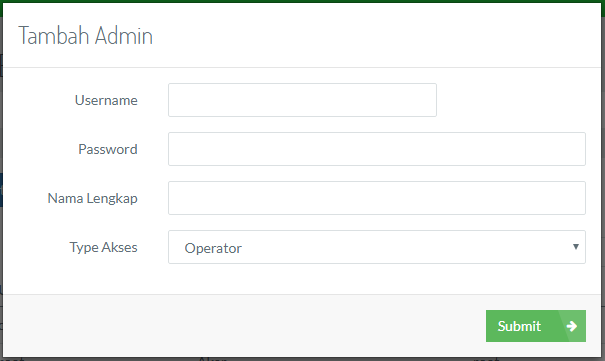 Tambah Admin
Username
Password
Nama Lengkap
Type Akses
Operator
Submit